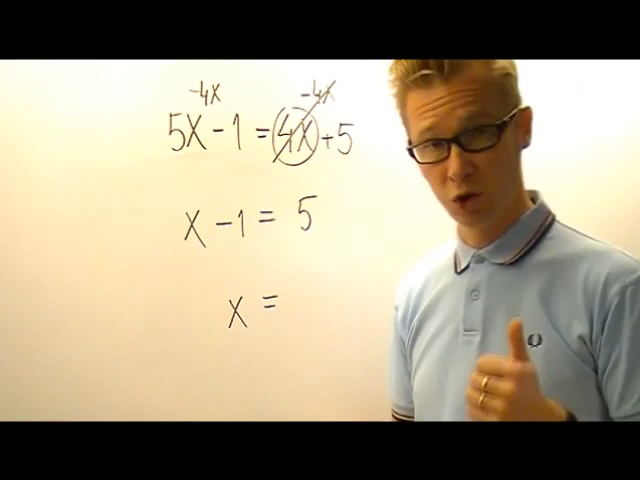 -4x -4x
5x - 1 = 4x + 5
x - 1 = 5
x =